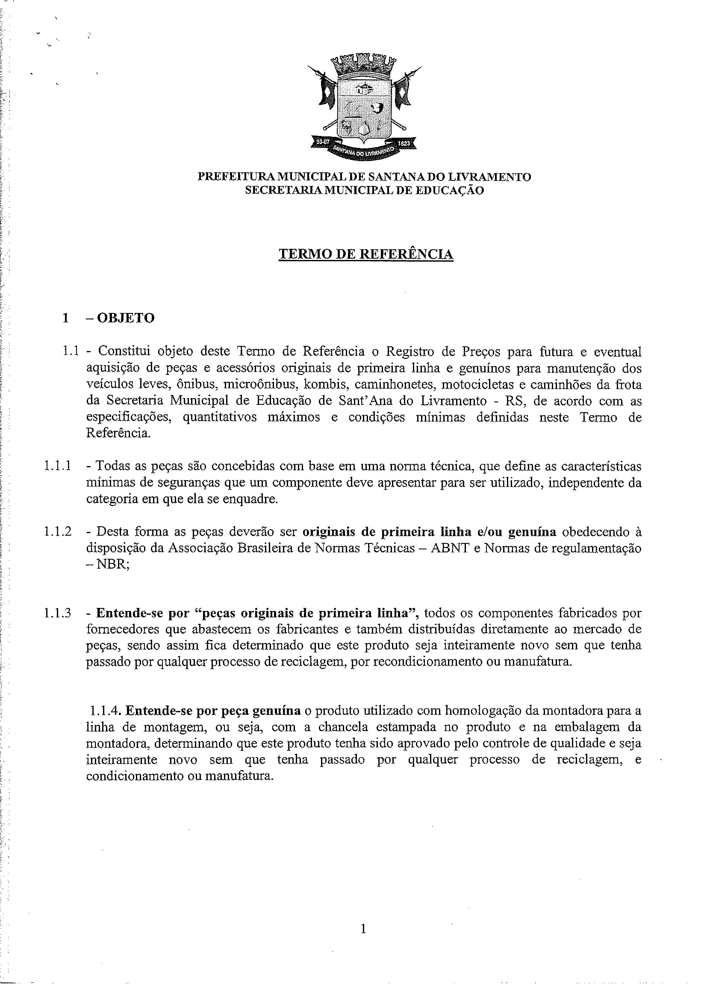 30-07
1823
SANT'ANA DO LIVRAMENTO
PREFEITURA MUNICIPAL DE SANTANA DO LIVRAMENTO
SECRETARIA MUNICIPAL DE EDUCAÇÃO
TERMO DE REFERÊNCIA
1 – OBJETO
1.1 - Constitui objeto deste Termo de Referência o Registro de Preços para futura e eventual
aquisição de peças e acessórios originais de primeira linha e genuínos para manutenção dos
veículos leves, ônibus, microônibus, kombis, caminhonetes, motocicletas e caminhões da frota
da Secretaria Municipal de Educação de Sant’Ana do Livramento - RS, de acordo com as
especificações, quantitativos máximos e condições mínimas definidas neste Termo de
Referência.
1.1.1 - Todas as peças são concebidas com base em uma norma técnica, que define as características
mínimas de seguranças que um componente deve apresentar para ser utilizado, independente da
categoria em que ela se enquadre.
1.1.2 - Desta forma as peças deverão ser originais de primeira linha e/ou genuína obedecendo à
disposição da Associação Brasileira de Normas Técnicas – ABNT e Normas de regulamentação
– NBR;
1.1.3 - Entende-se por “peças originais de primeira linha”, todos os componentes fabricados por
fornecedores que abastecem os fabricantes e também distribuídas diretamente ao mercado de
peças, sendo assim fica determinado que este produto seja inteiramente novo sem que tenha
passado por qualquer processo de reciclagem, por recondicionamento ou manufatura.
1.1.4. Entende-se por peça genuína o produto utilizado com homologação da montadora para a
linha de montagem, ou seja, com a chancela estampada no produto e na embalagem da
montadora, determinando que este produto tenha sido aprovado pelo controle de qualidade e seja
inteiramente novo sem que tenha passado por qualquer processo de reciclagem, e
condicionamento ou manufatura.
1